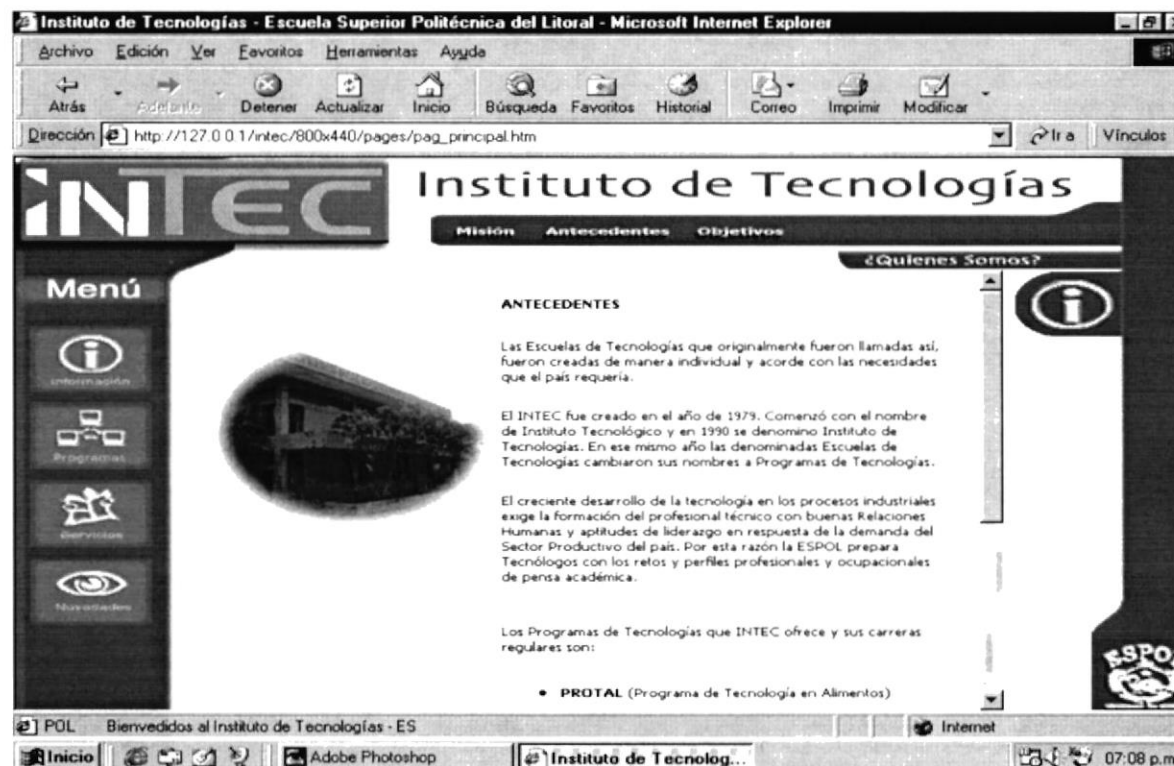 Instituto de Tecnologías - Escuela Superior Politécnica del Litoral - Microsoft Internet Explorer
Archivo Edición Ver Favoritos Herramientas Ayuda
Atrás Adelante Detener Actualizar Inicio Búsqueda Favoritos Historial Correo Imprimir Modificar
Dirección http://127.0.0.1/intec/800x440/pages/pag_principal.htm Ir a Vínculos
INTEC Instituto de Tecnologías
Misión Antecedentes Objetivos
¿Quienes Somos?
Menú
Información
Programas
Servicios
Novedades
ANTECEDENTES
Las Escuelas de Tecnologías que originalmente fueron llamadas así,
fueron creadas de manera individual y acorde con las necesidades
que el país requería.
El INTEC fue creado en el año de 1979. Comenzó con el nombre
de Instituto Tecnológico y en 1990 se denomino Instituto de
Tecnologías. En ese mismo año las denominadas Escuelas de
Tecnologías cambiaron sus nombres a Programas de Tecnologías.
El creciente desarrollo de la tecnología en los procesos industriales
exige la formación del profesional técnico con buenas Relaciones
Humanas y aptitudes de liderazgo en respuesta de la demanda del
Sector Productivo del país. Por esta razón la ESPOL prepara
Tecnólogos con los retos y perfiles profesionales y ocupacionales
de pensa académica.
Los Programas de Tecnologías que INTEC ofrece y sus carreras
regulares son:
• PROTAL (Programa de Tecnología en Alimentos)
ESPO
POL Bienvedidos al Instituto de Tecnologías - ES Internet
Inicio Adobe Photoshop Instituto de Tecnolog... 07:08 p.m